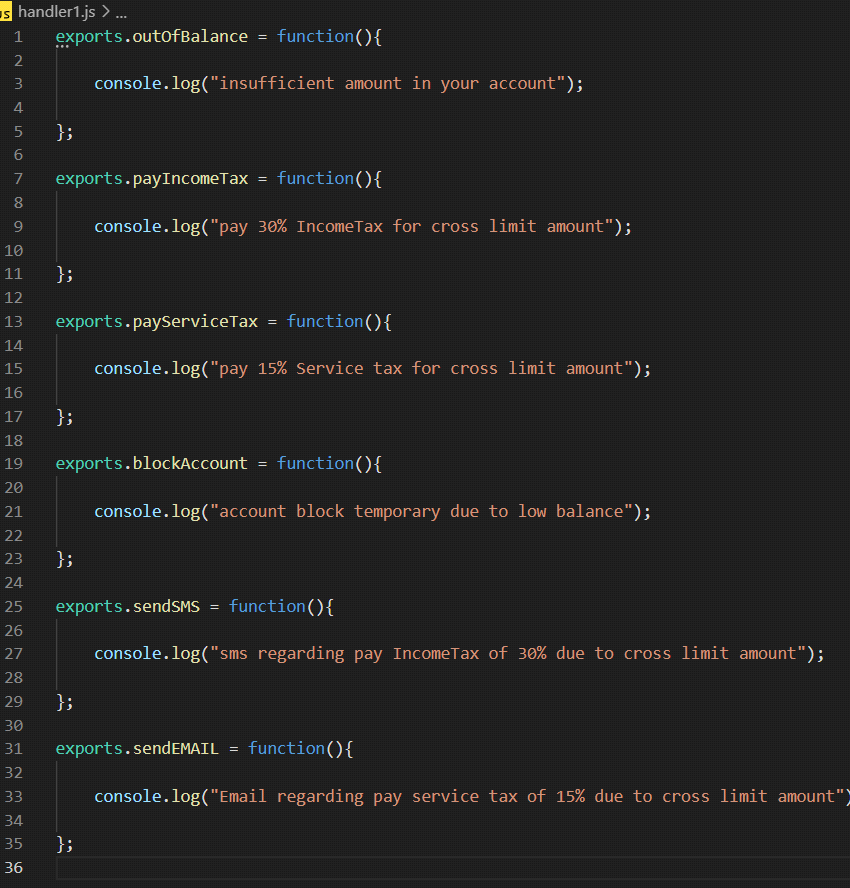 JS handler1.js > ...
1 exports.outOfBalance = function(){
2
3 console.log("insufficient amount in your account");
4
5 };
6
7 exports.payIncomeTax = function(){
8
9 console.log("pay 30% IncomeTax for cross limit amount");
10
11 };
12
13 exports.payServiceTax = function(){
14
15 console.log("pay 15% Service tax for cross limit amount");
16
17 };
18
19 exports.blockAccount = function(){
20
21 console.log("account block temporary due to low balance");
22
23 };
24
25 exports.sendSMS = function(){
26
27 console.log("sms regarding pay IncomeTax of 30% due to cross limit amount");
28
29 };
30
31 exports.sendEMAIL = function(){
32
33 console.log("Email regarding pay service tax of 15% due to cross limit amount")
34
35 };
36